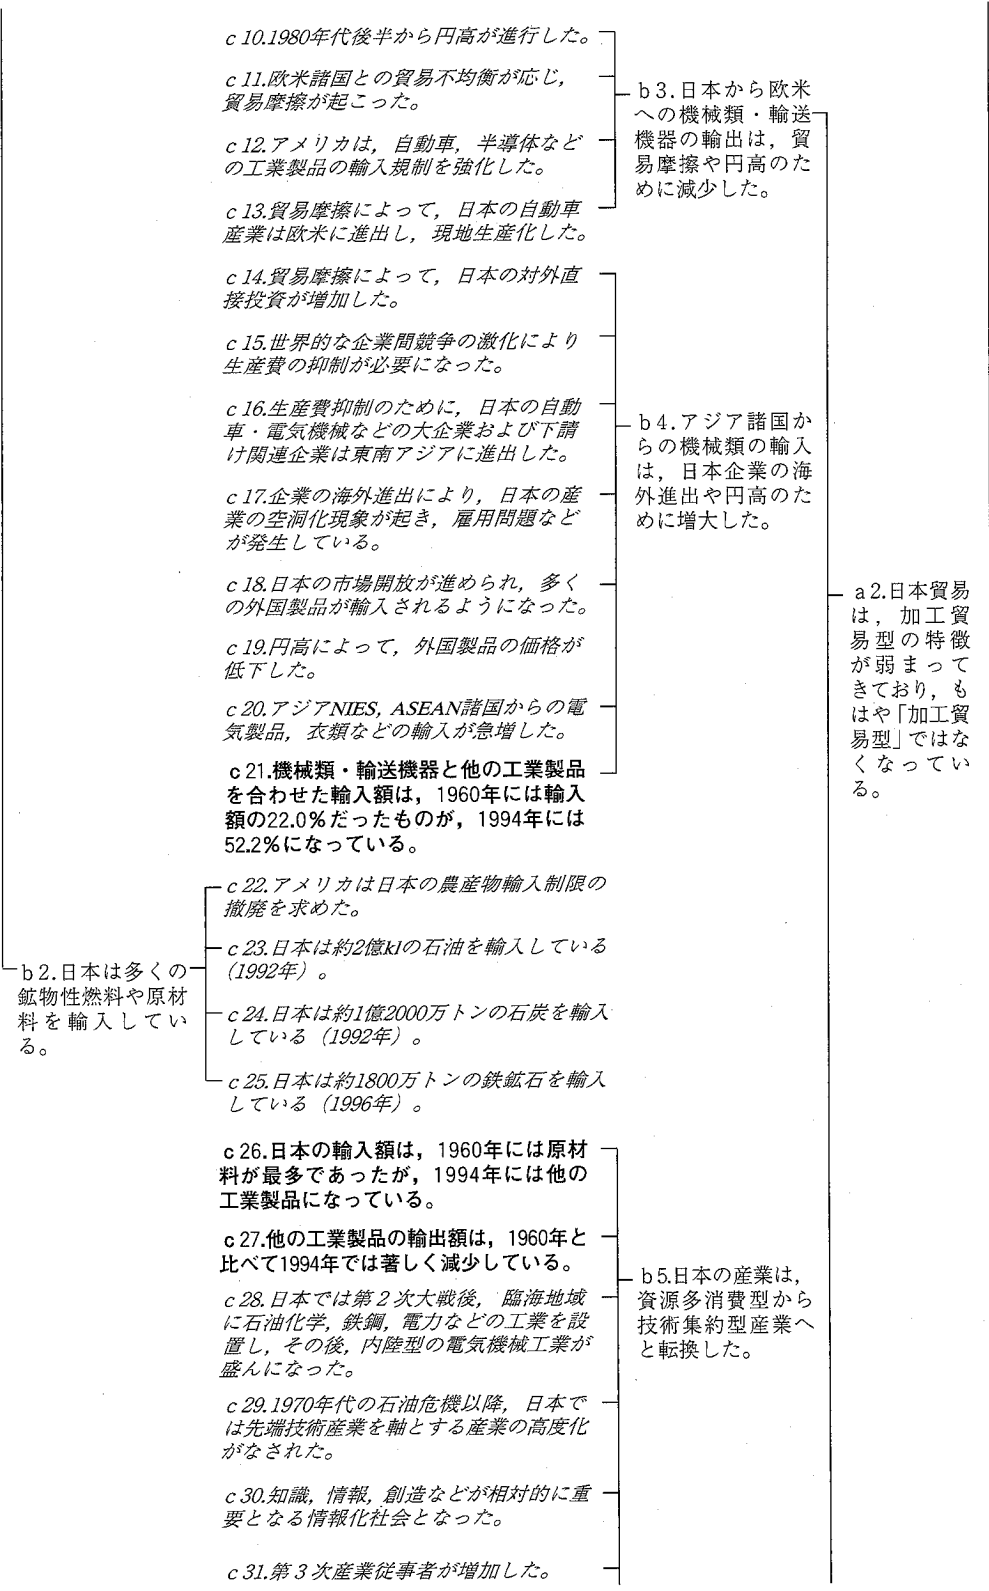 c 10.1980年代後半から円高が進行した。
c 11.欧米諸国との貿易不均衡が応じ，
貿易摩擦が起こった。
c 12.アメリカは，自動車，半導体など
の工業製品の輸入規制を強化した。
c 13.貿易摩擦によって，日本の自動車
産業は欧米に進出し，現地生産化した。
b 3.日本から欧米
への機械類・輸送
機器の輸出は，貿
易摩擦や円高のた
めに減少した。
c 14.貿易摩擦によって，日本の対外直
接投資が増加した。
c 15.世界的な企業間競争の激化により
生産費の抑制が必要になった。
c 16.生産費抑制のために，日本の自動
車・電気機械などの大企業および下請
け関連企業は東南アジアに進出した。
c 17.企業の海外進出により，日本の産
業の空洞化現象が起き，雇用問題など
が発生している。
c 18.日本の市場開放が進められ，多く
の外国製品が輸入されるようになった。
c 19.円高によって，外国製品の価格が
低下した。
c 20.アジアNIES, ASEAN諸国からの電
気製品，衣類などの輸入が急増した。
c 21.機械類・輸送機器と他の工業製品
を合わせた輸入額は，1960年には輸入
額の22.0%だったものが，1994年には
52.2%になっている。
b 4.アジア諸国か
らの機械類の輸入
は，日本企業の海
外進出や円高のた
めに増大した。
a 2.日本貿易
は，加工貿
易型の特徴
が弱まって
きており，も
はや「加工貿
易型」ではな
くなってい
る。
c 22.アメリカは日本の農産物輸入制限の
撤廃を求めた。
c 23.日本は約2億klの石油を輸入している
（1992年）。
c 24.日本は約1億2000万トンの石炭を輸入
している（1992年）。
c 25.日本は約1800万トンの鉄鉱石を輸入
している（1996年）。
b 2.日本は多くの
鉱物性燃料や原材
料を輸入してい
る。
c 26.日本の輸入額は，1960年には原材
料が最多であったが，1994年には他の
工業製品になっている。
c 27.他の工業製品の輸出額は，1960年と
比べて1994年では著しく減少している。
c 28.日本では第２次大戦後，臨海地域
に石油化学，鉄鋼，電力などの工業を設
置し，その後，内陸型の電気機械工業が
盛んになった。
c 29.1970年代の石油危機以降，日本で
は先端技術産業を軸とする産業の高度化
がなされた。
c 30.知識，情報，創造などが相対的に重
要となる情報化社会となった。
c 31.第３次産業従事者が増加した。
b 5.日本の産業は，
資源多消費型から
技術集約型産業へ
と転換した。